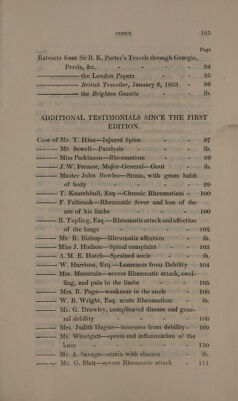 INDEX. 185
Page
Extracts from Sir R. K. Porter's Travels through Georgia,
Persia, &c. - - - - 94
——— the London Papers - - - 95
——— British Traveller, January 6, 1823. - 96
——— the Brighton Gazette - - - ib.
ADDITIONAL TESTIMONIALS SINCE THE FIRST
EDITION.
Case of Mr. T. Hine—Injured Spine - - 97
——— Mr. Sewell—Paralysis - - - ib.
——— Miss Parkinson—Rheumatism - - 98
——— J. W. Fermor, Major-General—Gout - ib.
——— Master John Bowles—Strain, with gross habit
of body - - - - 99
——— T. Knatchbull, Esq.—Chronic Rheumatism - 100
——— F. Fulbrook—Rheumatic fever and loss of the
use of his limbs - - - 100
——— B. Topling, Esq.—Rheumatic attack and affection
of the lungs - - - - 102
——— Mr B. Bishop—Rheumatic affection - ib.
——— Miss J. Hudson—Spinal complaint - - 103
——— A. M. E. Hatch—Sprained ancle - - ib.
——— W. Harrison, Esq.—Lameness from Debility - 104
——— Mrs. Mountain—severe Rheumatic attack, swel-
ling, and pain in the limbs - - 105
——— Mrs. R. Page—weakness in the ancle - 106
——— W. B. Wright, Esq. acute Rheumatism - ib.
——— Mr. G. Drowley, complicated disease and gene-
ral debility - - - - 109
——— Mrs. Judith Hague—lameness from debility - 109
——— Mr. Winstgutt—sprain and inflammation of the
knee - - - - 110
——— Mr. A. Savage—strain with abscess - ib.
——— Mr. G. Blait—severe Rheumatic attack - 111